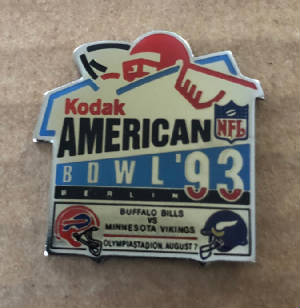 Kodak
AMERICAN
NFL
BOWL '93
BERLIN
BUFFALO BILLS
VS
MINNESOTA VIKINGS
OLYMPIASTADION, AUGUST 7